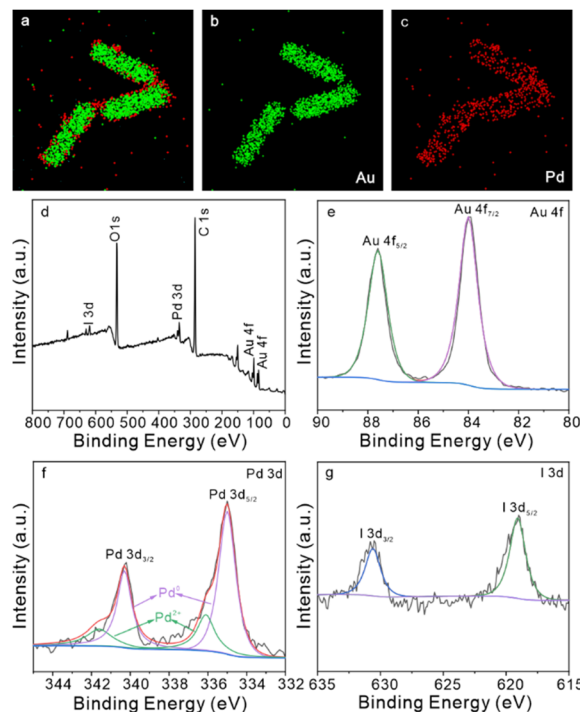 a
b
c
Au
Pd
d
I 3d
O1s
Pd 3d
C 1s
Au 4f
Au 4f
Intensity (a.u.)
800 700 600 500 400 300 200 100 0
Binding Energy (eV)
e
Au 4f
Au 4f5/2
Au 4f7/2
Intensity (a.u.)
90 88 86 84 82 80
Binding Energy (eV)
f
Pd 3d
Pd 3d3/2
Pd 3d5/2
Pd0
Pd2+
Intensity (a.u.)
344 342 340 338 336 334 332
Binding Energy (eV)
g
I 3d
I 3d3/2
I 3d5/2
Intensity (a.u.)
635 630 625 620 615
Binding Energy (eV)